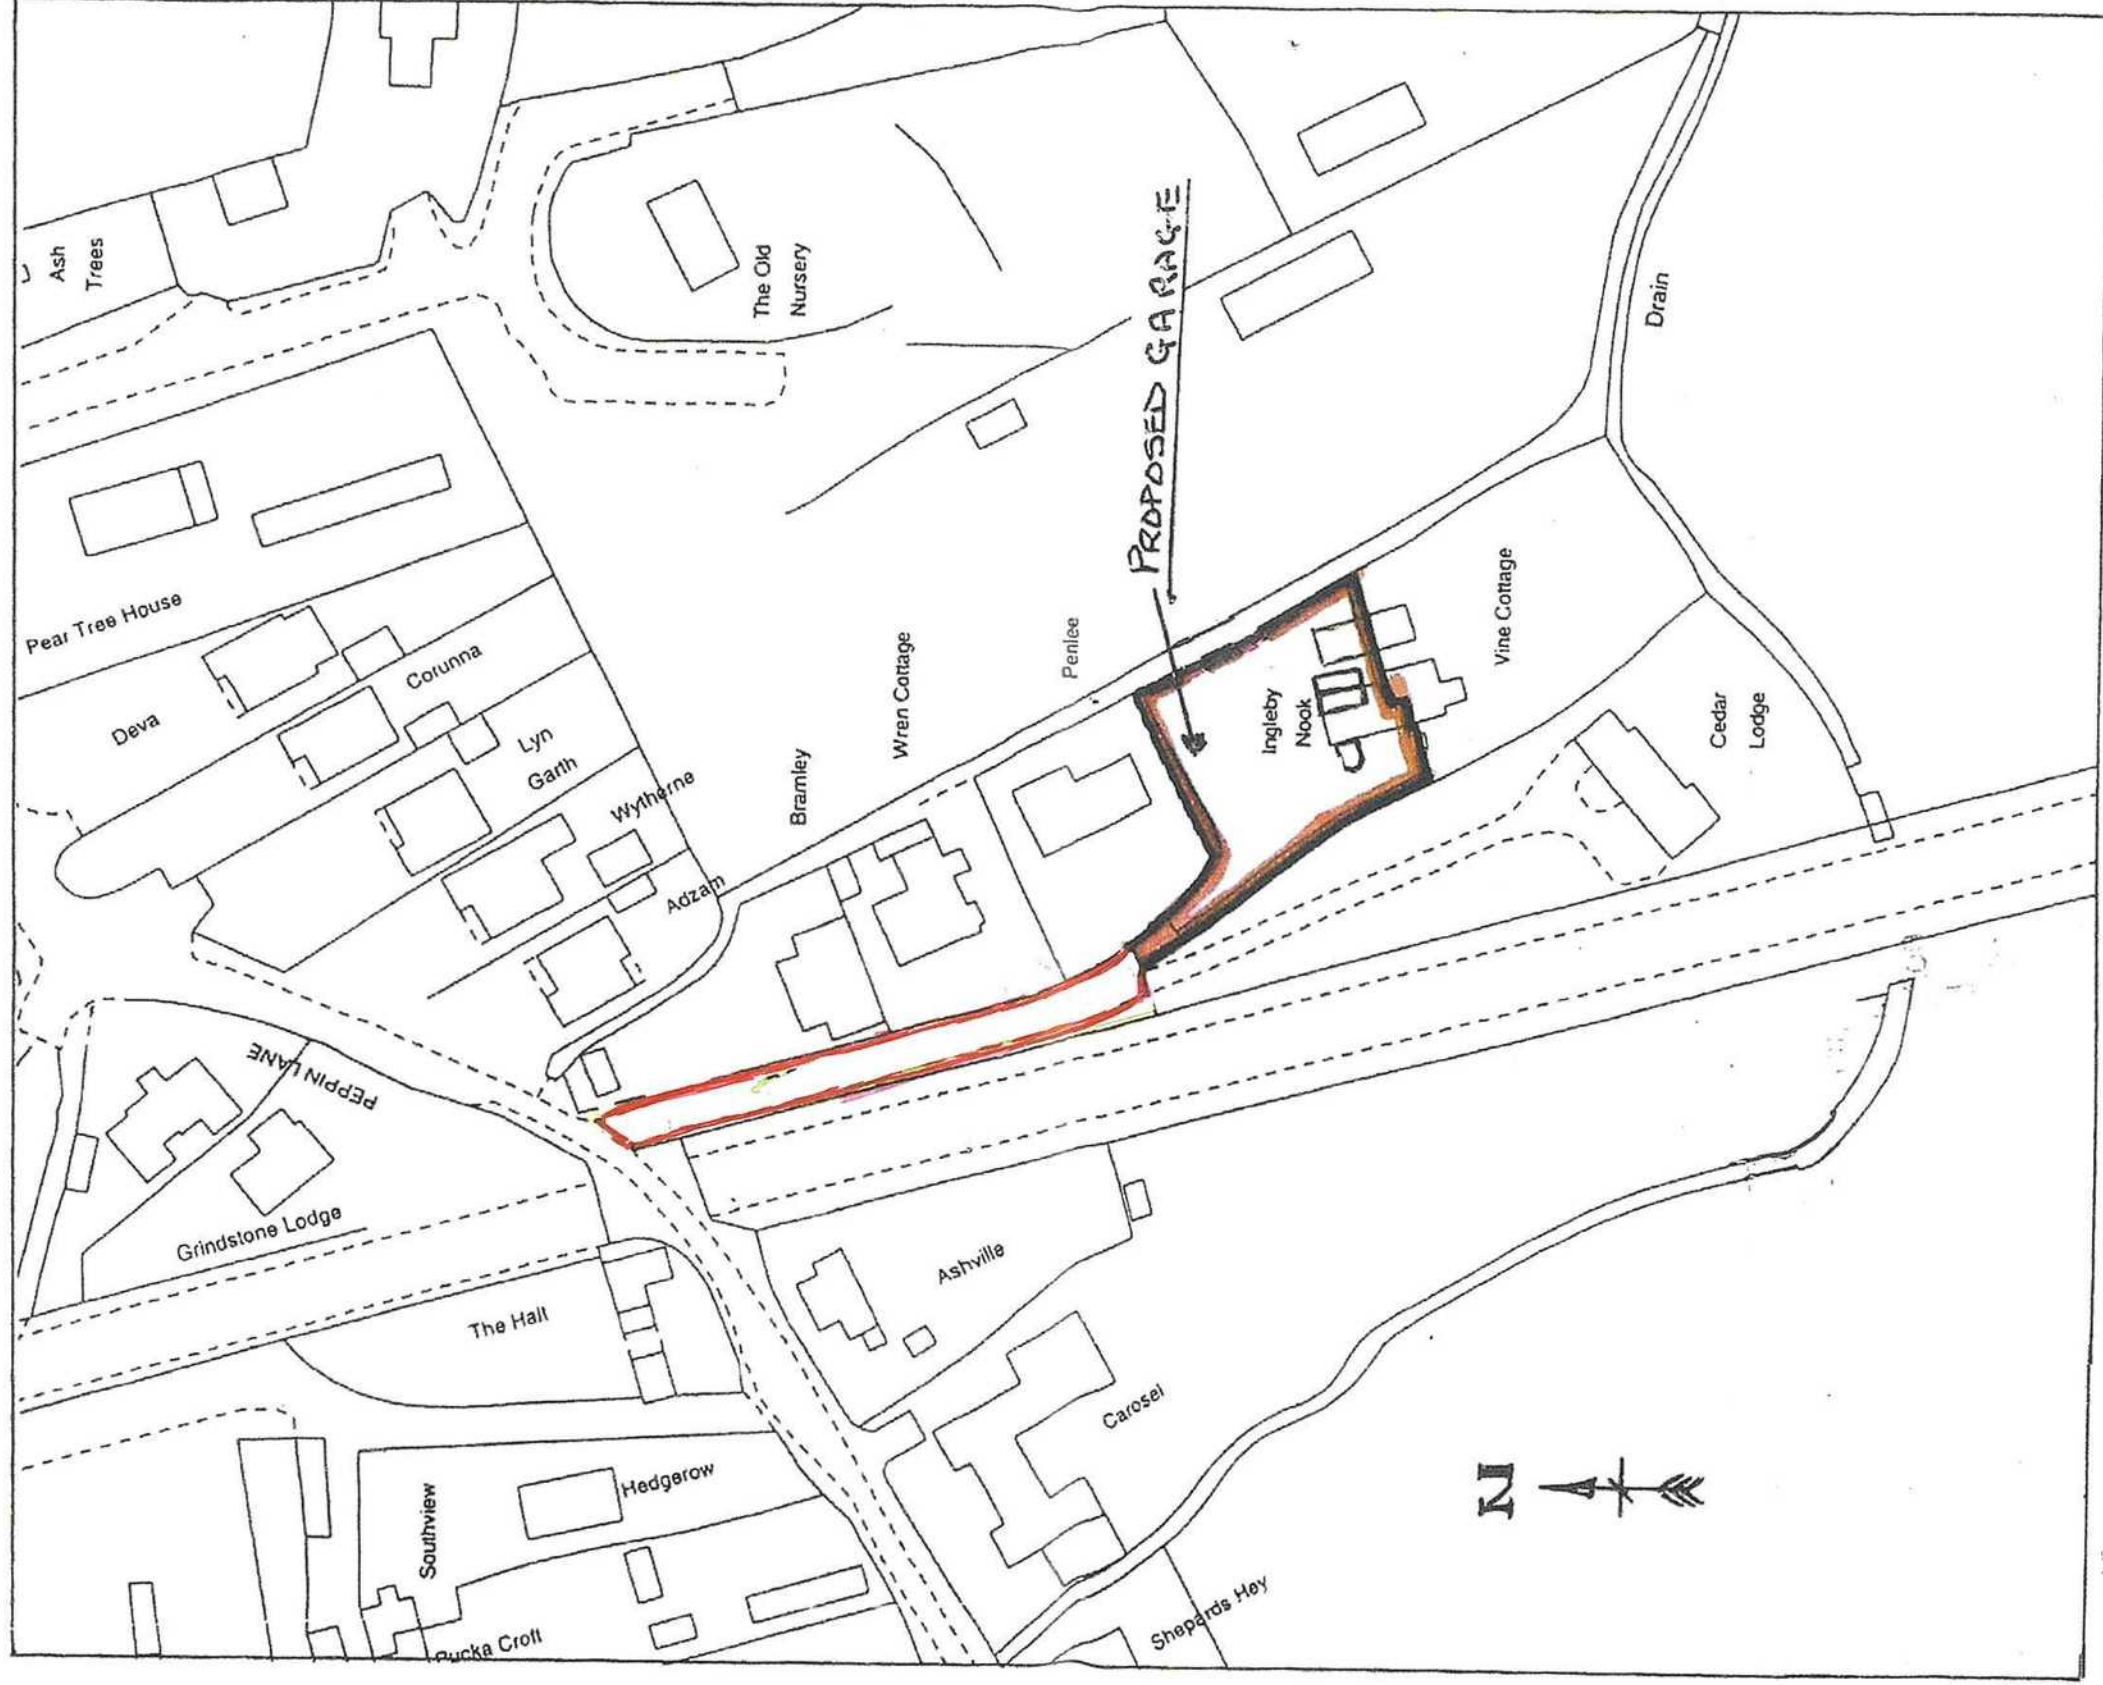 Ash
Trees
The Old
Nursery
PROPOSED GARAGE
Drain
Pear Tree House
Deva
Corunna
Lyn
Garth
Wytherne
Adzam
Bramley
Wren Cottage
Penlee
Ingleby
Nook
Vine Cottage
Cedar
Lodge
PEPPIN LANE
Grindstone Lodge
The Hall
Ashville
Carosel
Southview
Hedgerow
Pucka Croft
Shepards Hey
N